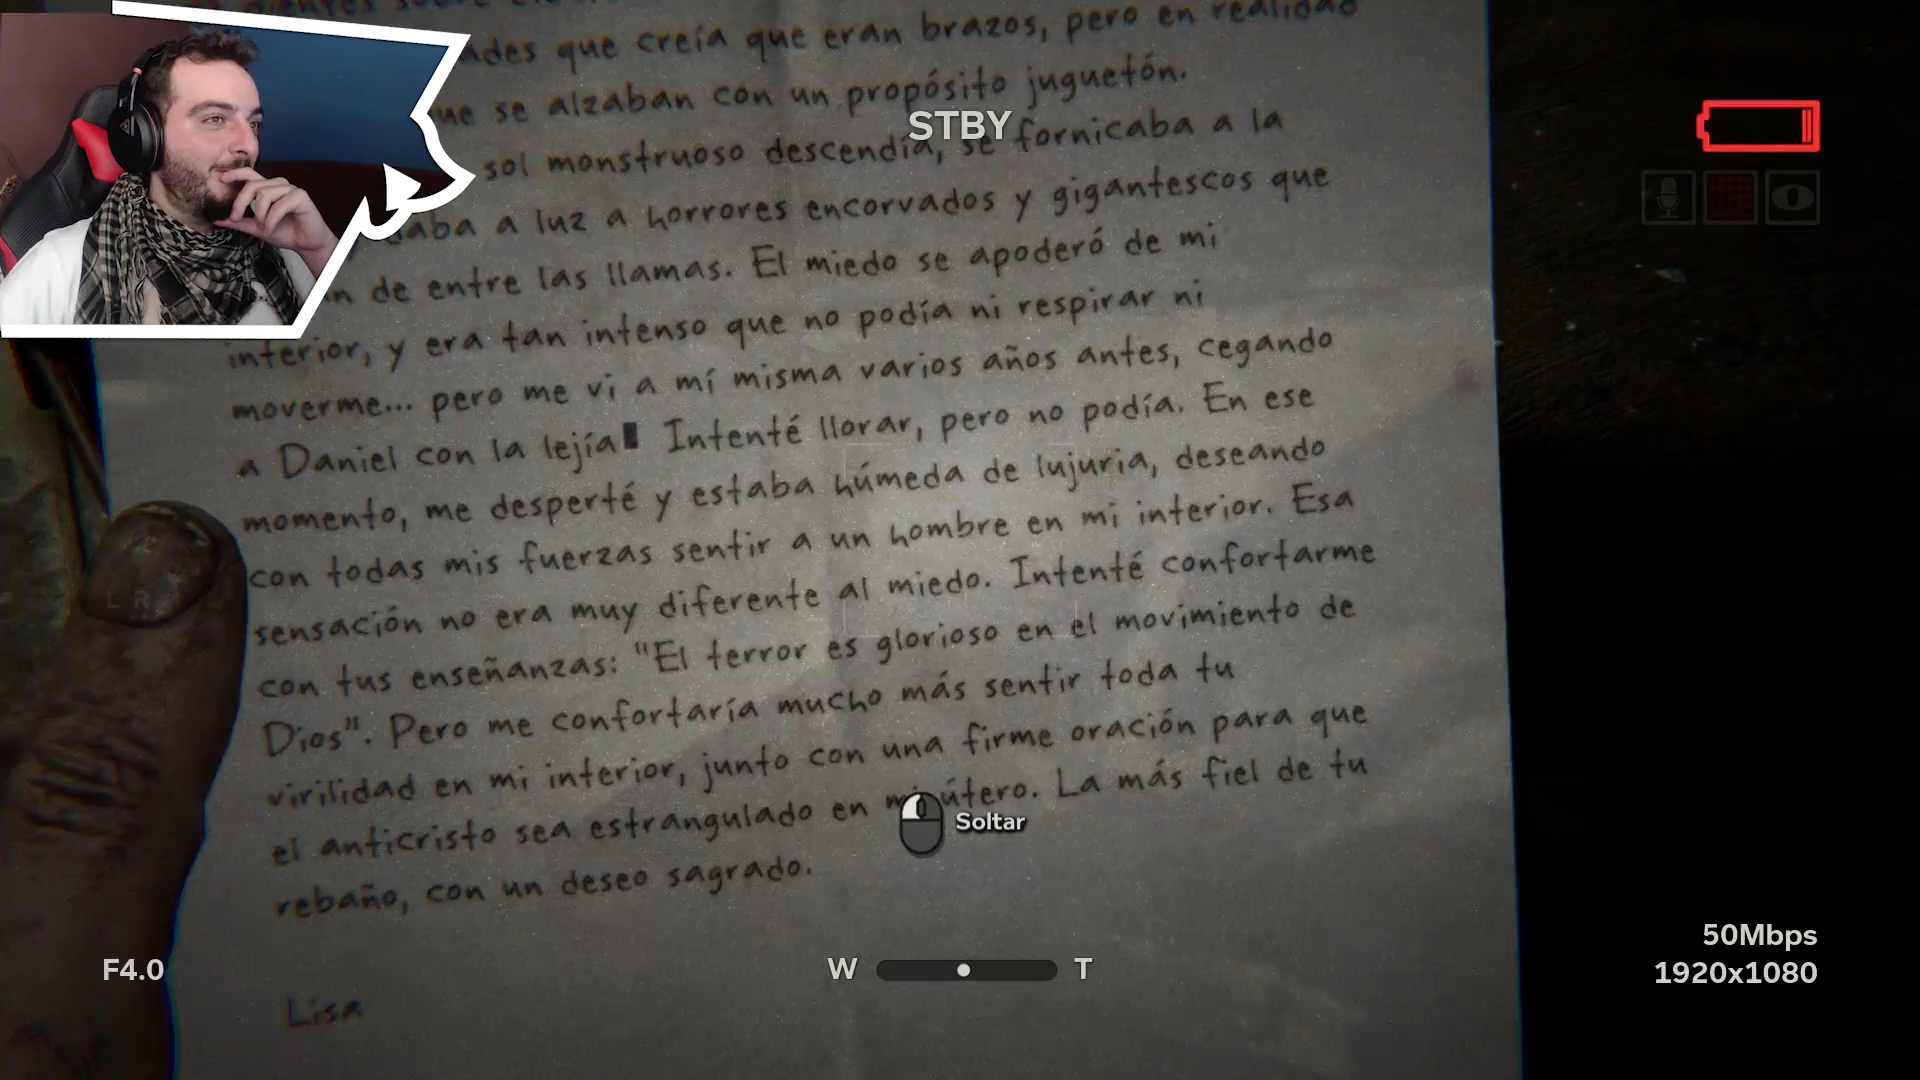 ades que creía que eran brazos, pero en realidad
que se alzaban con un propósito juguetón.
STBY
sol monstruoso descendía, se fornicaba a la
daba a luz a horrores encorvados y gigantescos que
de entre las llamas. El miedo se apoderó de mi
interior, y era tan intenso que no podía ni respirar ni
moverme... pero me vi a mí misma varios años antes, cegando
a Daniel con la lejía Intenté llorar, pero no podía. En ese
momento, me desperté y estaba húmeda de lujuria, deseando
con todas mis fuerzas sentir a un hombre en mi interior. Esa
sensación no era muy diferente al miedo. Intenté confortarme
con tus enseñanzas: "El terror es glorioso en el movimiento de
Dios". Pero me confortaría mucho más sentir toda tu
virilidad en mi interior, junto con una firme oración para que
el anticristo sea estrangulado en mi útero. La más fiel de tu
rebaño, con un deseo sagrado.
Lisa
Soltar
L R
F4.0
W T
50Mbps
1920x1080